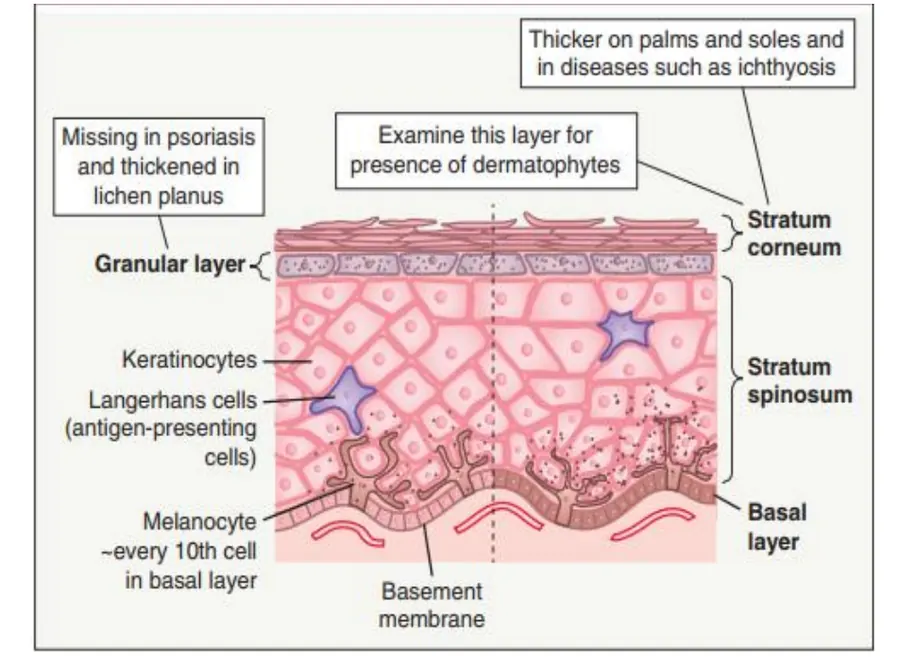 Thicker on palms and soles and
in diseases such as ichthyosis
Missing in psoriasis
and thickened in
lichen planus
Examine this layer for
presence of dermatophytes
Stratum
corneum
Granular layer
Keratinocytes
Langerhans cells
(antigen-presenting
cells)
Stratum
spinosum
Melanocyte
~every 10th cell
in basal layer
Basal
layer
Basement
membrane